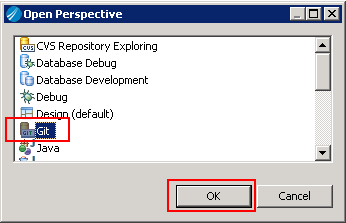 Open Perspective
CVS Repository Exploring
Database Debug
Database Development
Debug
Design (default)
Git
Java
OK
Cancel